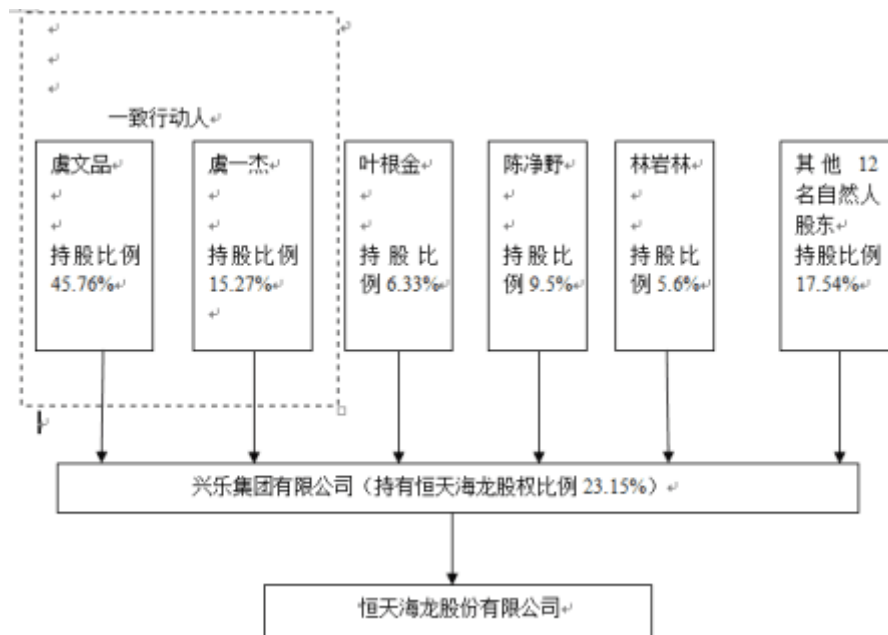 一致行动人
虞文品
持股比例
45.76%
虞一杰
持股比例
15.27%
叶根金
持股比
例 6.33%
陈净野
持股比
例 9.5%
林岩林
持股比
例 5.6%
其他 12
名自然人
股东
持股比例
17.54%
兴乐集团有限公司（持有恒天海龙股权比例 23.15%）
恒天海龙股份有限公司